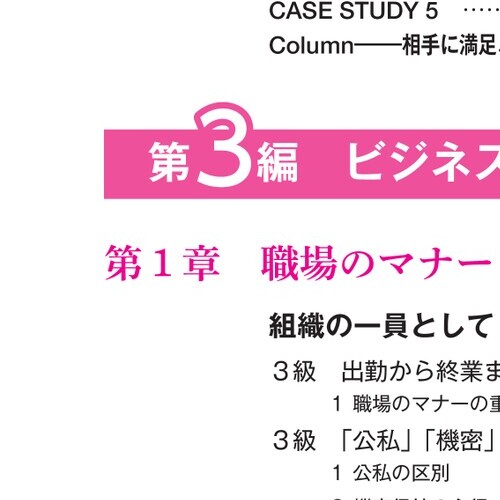 CASE STUDY 5 ……
Column――相手に満足
第3編 ビジネス
第１章 職場のマナー
組織の一員として
３級 出勤から終業ま
1 職場のマナーの重
３級 「公私」「機密」
1 公私の区別